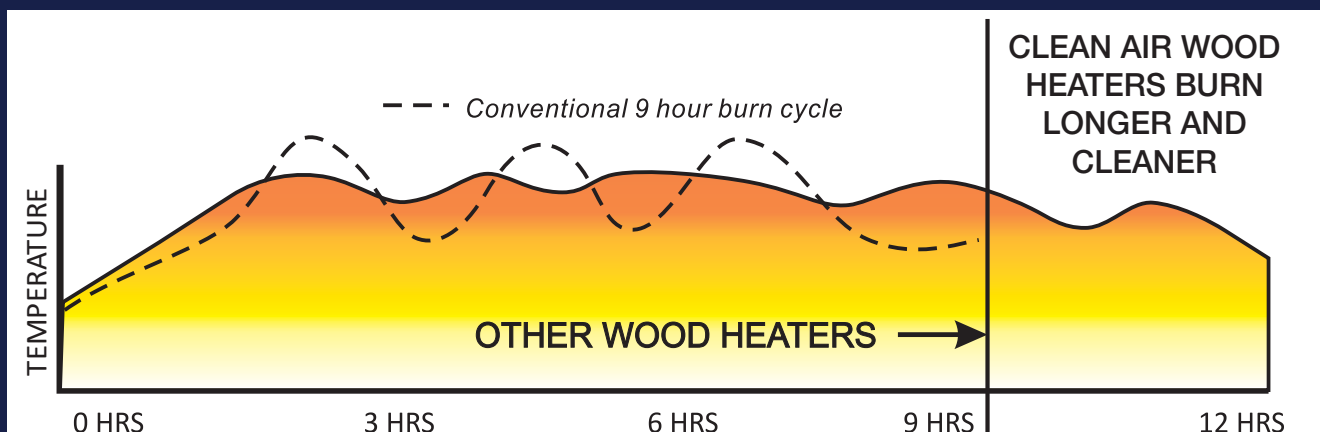 CLEAN AIR WOOD
HEATERS BURN
LONGER AND
CLEANER
Conventional 9 hour burn cycle
TEMPERATURE
OTHER WOOD HEATERS
0 HRS
3 HRS
6 HRS
9 HRS
12 HRS